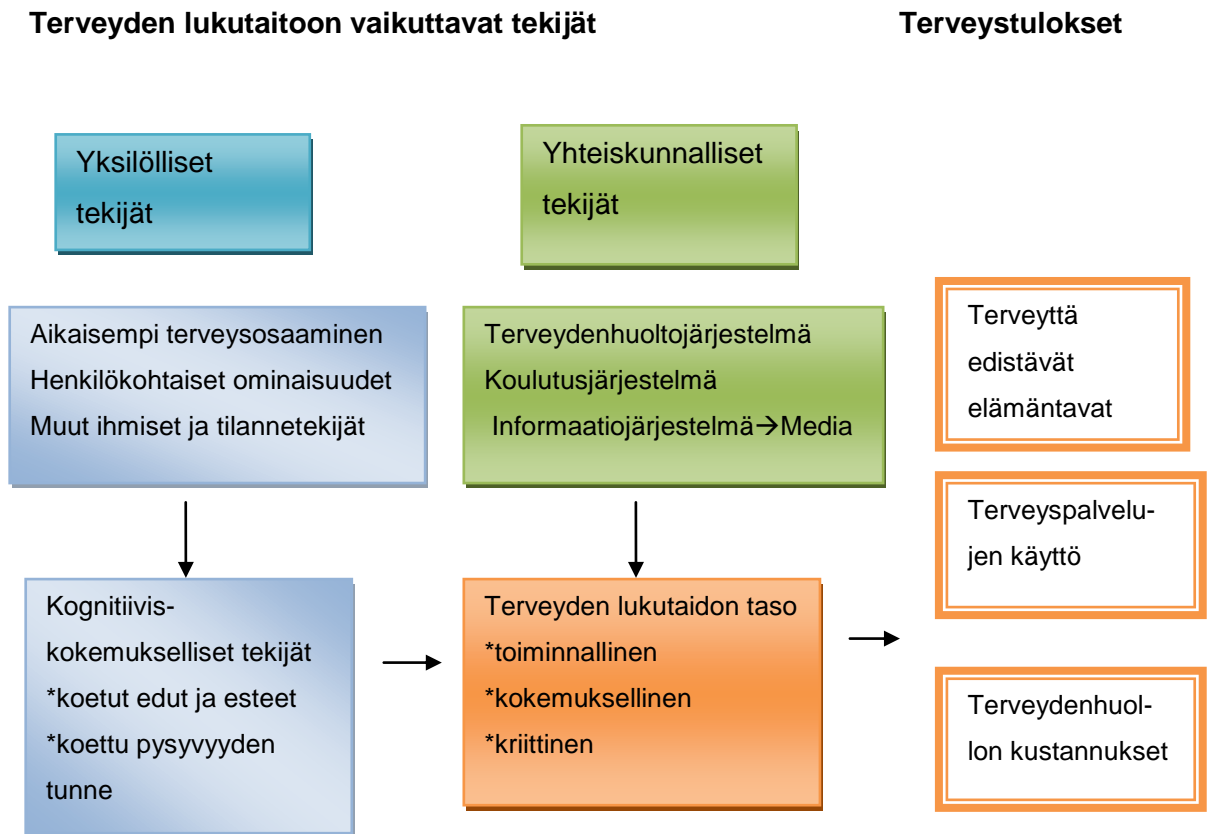 Terveyden lukutaitoon vaikuttavat tekijät
Terveystulokset
Yksilölliset
tekijät
Yhteiskunnalliset
tekijät
Aikaisempi terveysosaaminen
Henkilökohtaiset ominaisuudet
Muut ihmiset ja tilannetekijät
Terveydenhuoltojärjestelmä
Koulutusjärjestelmä
Informaatiojärjestelmä→Media
Kognitiivis-
kokemukselliset tekijät
*koetut edut ja esteet
*koettu pysyvyyden
tunne
Terveyden lukutaidon taso
*toiminnallinen
*kokemuksellinen
*kriittinen
Terveyttä
edistävät
elämäntavat
Terveyspalvelu-
jen käyttö
Terveydenhuol-
lon kustannukset